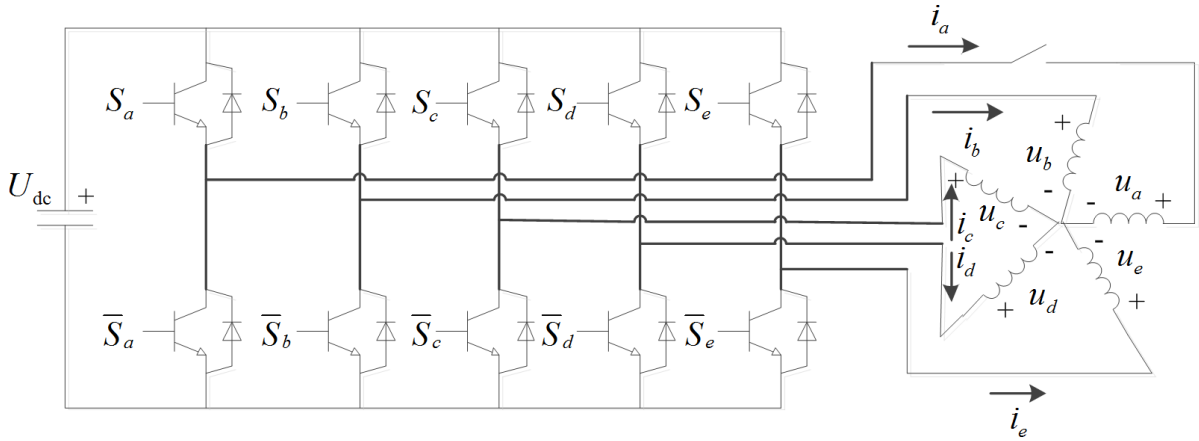 i_a
S_a S_b S_c S_d S_e
+ i_b u_b
U_dc +
+ u_c - - u_a +
i_c - -
i_d - u_e
+ u_d +
S̅_a S̅_b S̅_c S̅_d S̅_e
i_e